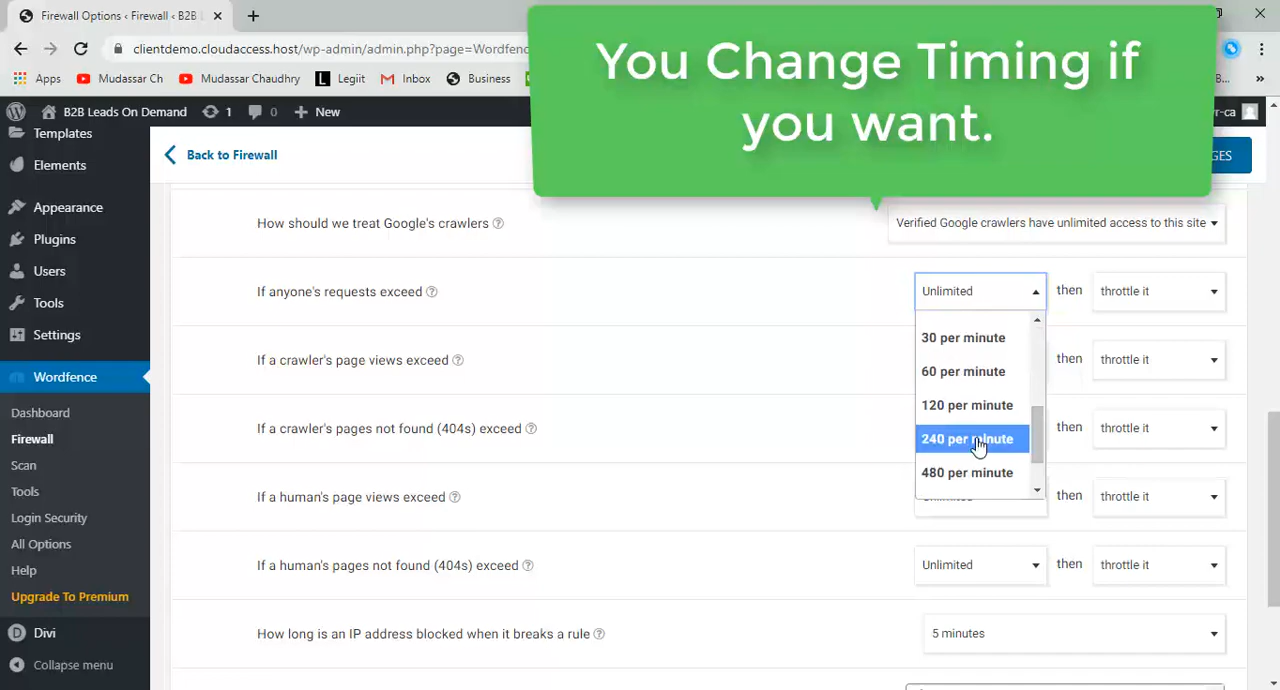 Firewall Options ‹ Firewall ‹ B2B
clientdemo.cloudaccess.host/wp-admin/admin.php?page=Wordfenc
Apps Mudassar Ch Mudassar Chaudhry Legiit Inbox Business B... »
You Change Timing if
you want.
B2B Leads On Demand 1 0 New yr-ca
Templates
Elements
Appearance
Plugins
Users
Tools
Settings
Wordfence
Dashboard
Firewall
Scan
Tools
Login Security
All Options
Help
Upgrade To Premium
Divi
Collapse menu
Back to Firewall
GES
How should we treat Google's crawlers Verified Google crawlers have unlimited access to this site
If anyone's requests exceed Unlimited then throttle it
30 per minute
60 per minute
120 per minute
240 per minute
480 per minute
If a crawler's page views exceed then throttle it
If a crawler's pages not found (404s) exceed then throttle it
If a human's page views exceed Unlimited then throttle it
If a human's pages not found (404s) exceed Unlimited then throttle it
How long is an IP address blocked when it breaks a rule 5 minutes